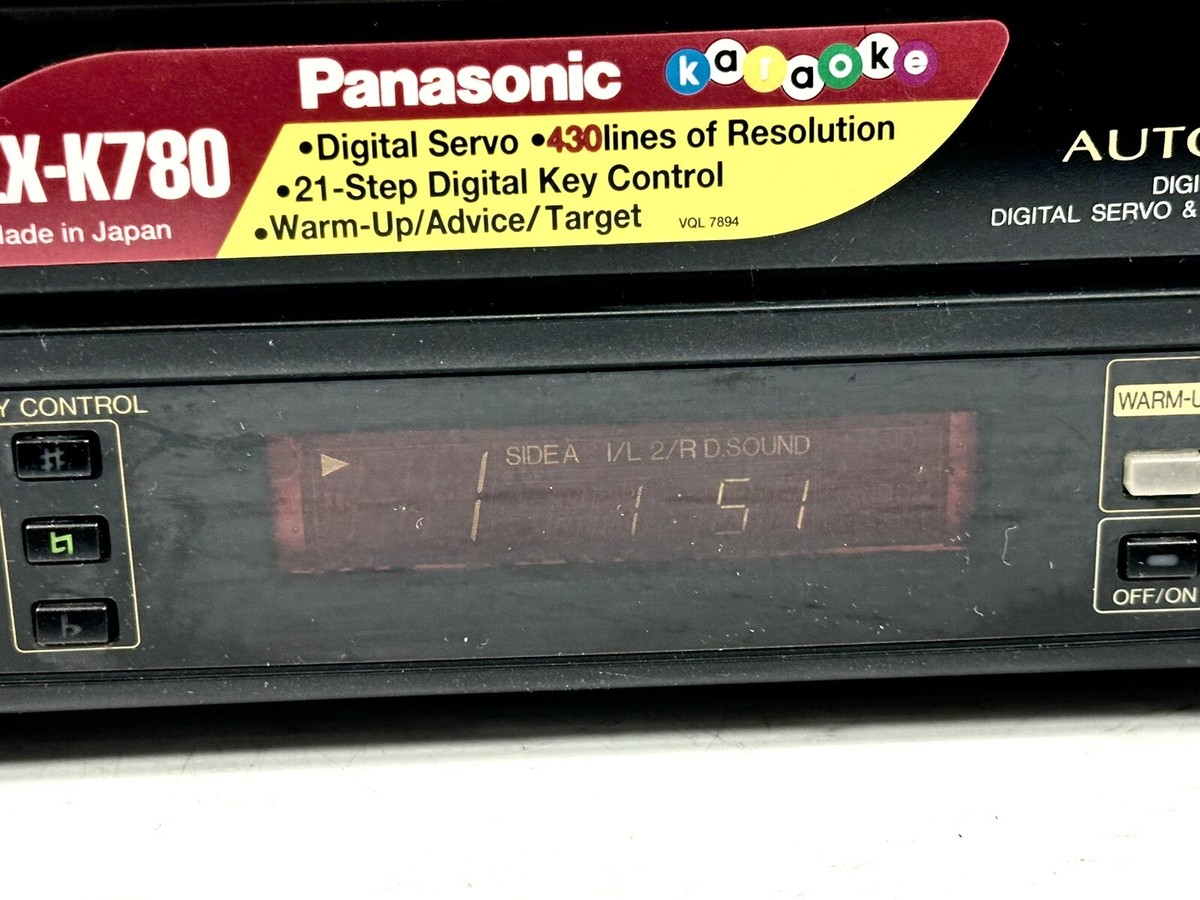 Panasonic karaoke
X-K780
Made in Japan
•Digital Servo •430lines of Resolution
•21-Step Digital Key Control
•Warm-Up/Advice/Target VQL 7894
AUTO
DIGI
DIGITAL SERVO &
Y CONTROL
♯
♮
♭
SIDE A 1/L 2/R D.SOUND
1 1 51
WARM-U
OFF/ON